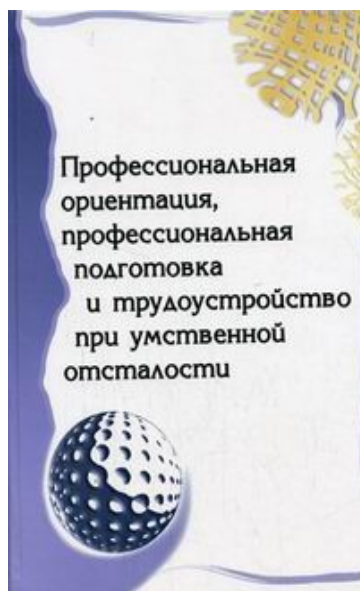 Профессиональная
ориентация,
профессиональная
подготовка
и трудоустройство
при умственной
отсталости